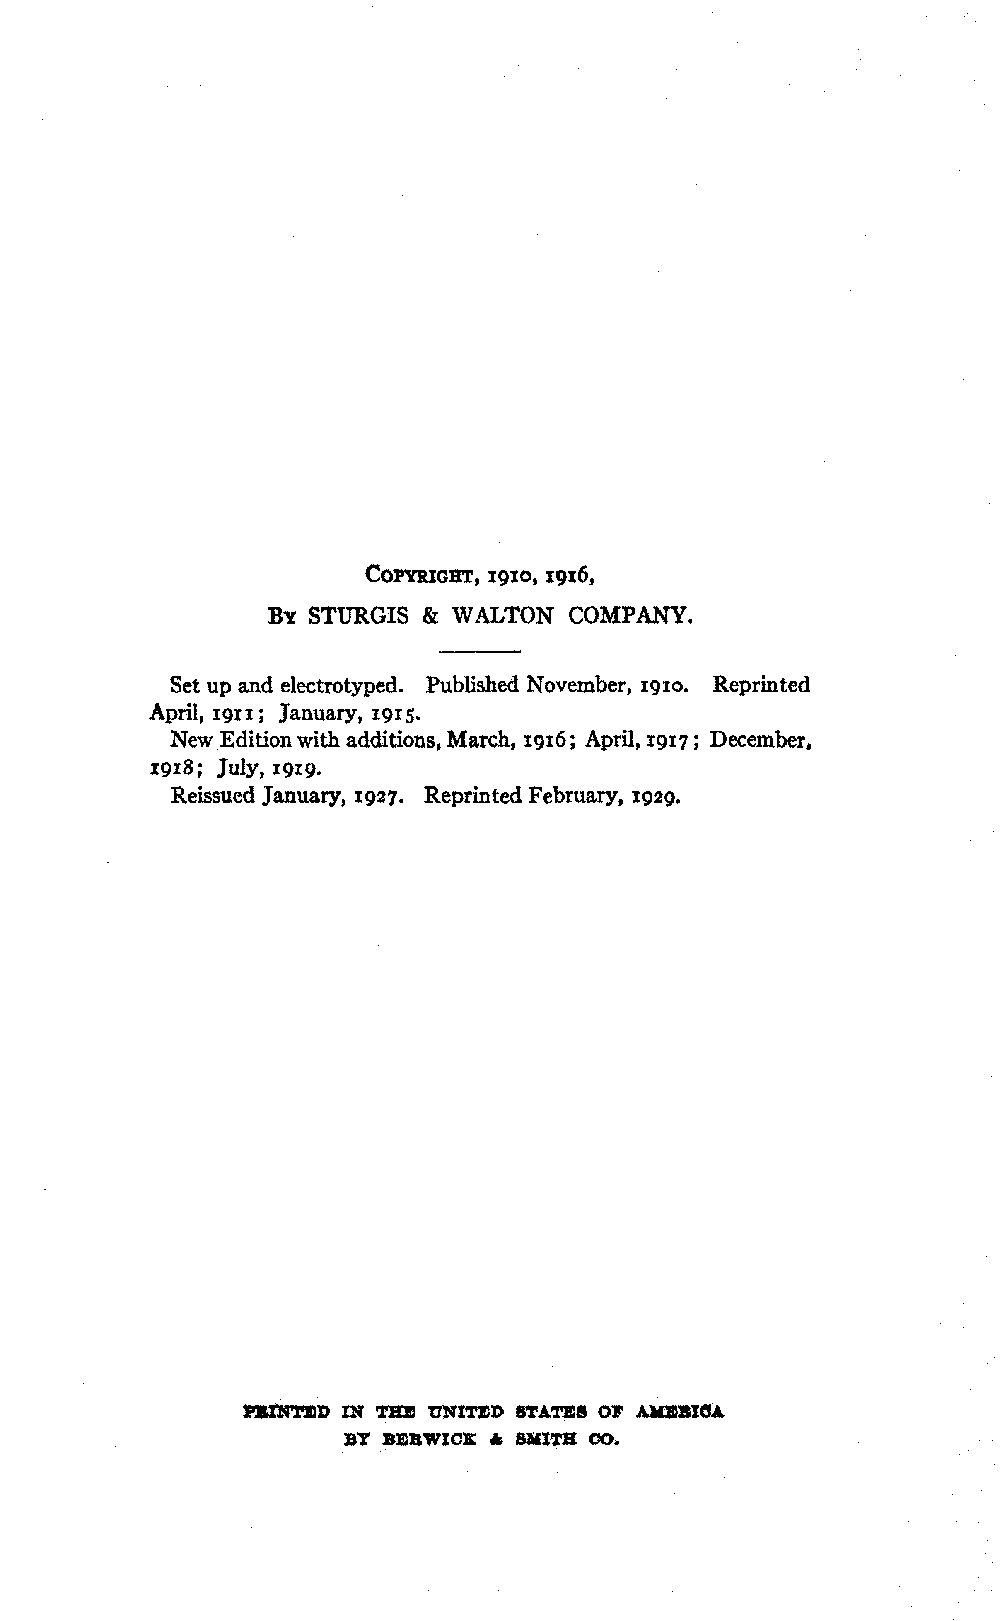 COPYRIGHT, 1910, 1916,
BY STURGIS & WALTON COMPANY.
Set up and electrotyped. Published November, 1910. Reprinted
April, 1911; January, 1915.
New Edition with additions, March, 1916; April, 1917; December,
1918; July, 1919.
Reissued January, 1927. Reprinted February, 1929.
PRINTED IN THE UNITED STATES OF AMERICA
BY BERWICK & SMITH CO.